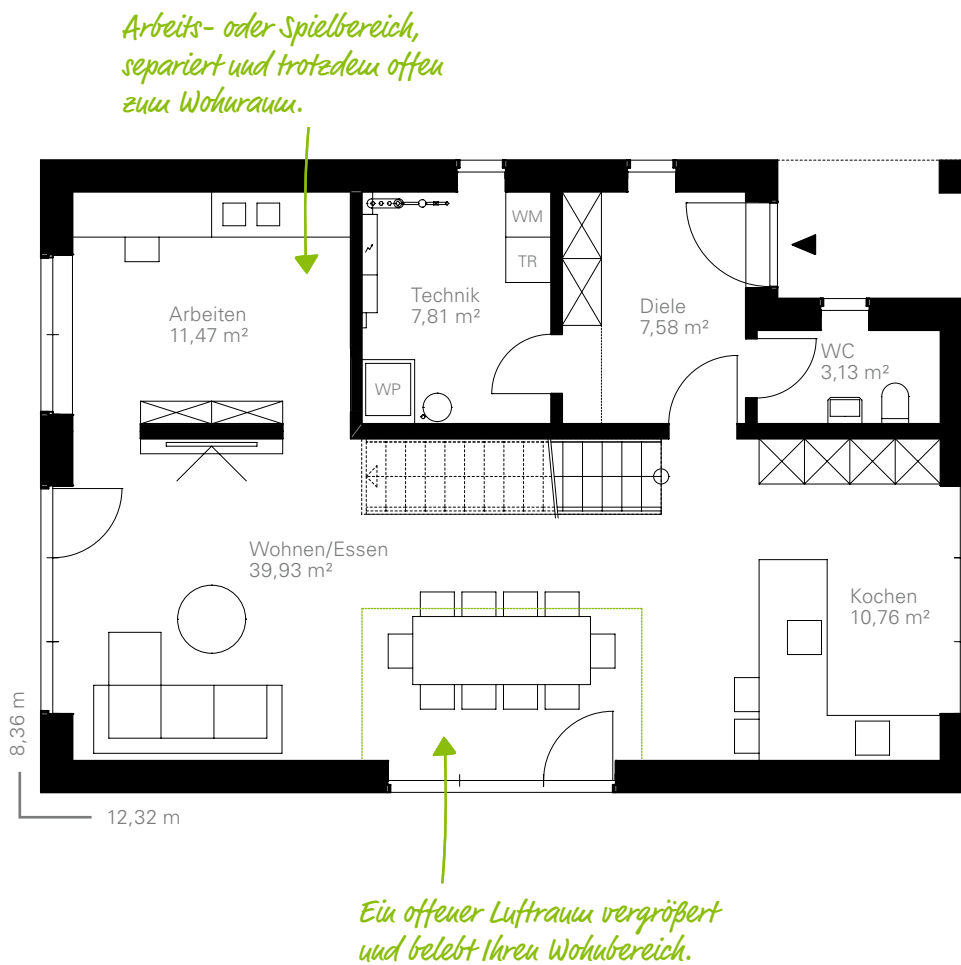 Arbeits- oder Spielbereich,
separiert und trotzdem offen
zum Wohnraum.
WM
TR
Arbeiten
11,47 m²
Technik
7,81 m²
Diele
7,58 m²
WC
3,13 m²
WP
Wohnen/Essen
39,93 m²
Kochen
10,76 m²
8,36 m
12,32 m
Ein offener Luftraum vergrößert
und belebt Ihren Wohnbereich.